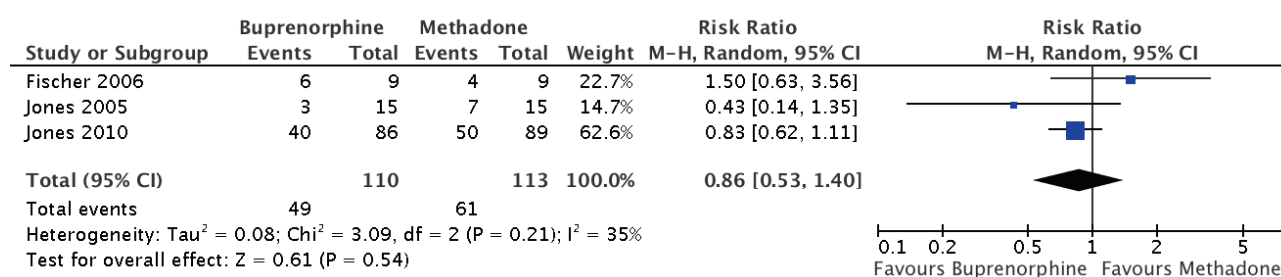 Buprenorphine Methadone Risk Ratio Risk Ratio
Study or Subgroup Events Total Events Total Weight M-H, Random, 95% CI M-H, Random, 95% CI
Fischer 2006 6 9 4 9 22.7% 1.50 [0.63, 3.56]
Jones 2005 3 15 7 15 14.7% 0.43 [0.14, 1.35]
Jones 2010 40 86 50 89 62.6% 0.83 [0.62, 1.11]
Total (95% CI) 110 113 100.0% 0.86 [0.53, 1.40]
Total events 49 61
Heterogeneity: Tau² = 0.08; Chi² = 3.09, df = 2 (P = 0.21); I² = 35%
Test for overall effect: Z = 0.61 (P = 0.54)
0.1 0.2 0.5 1 2 5
Favours Buprenorphine Favours Methadone